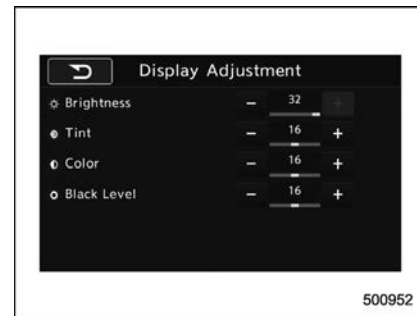 Display Adjustment
Brightness - 32 +
Tint - 16 +
Color - 16 +
Black Level - 16 +
500952